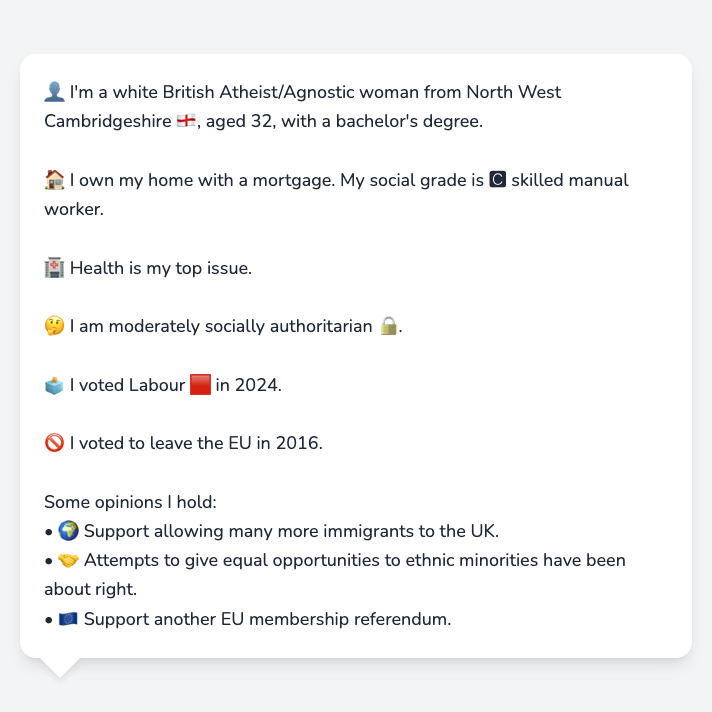 👤 I'm a white British Atheist/Agnostic woman from North West
Cambridgeshire 🏴󠁧󠁢󠁥󠁮󠁧󠁿, aged 32, with a bachelor's degree.
🏠 I own my home with a mortgage. My social grade is 🅲 skilled manual
worker.
🏥 Health is my top issue.
🤔 I am moderately socially authoritarian 🔒.
🗳️ I voted Labour 🟥 in 2024.
🚫 I voted to leave the EU in 2016.
Some opinions I hold:
• 🌍 Support allowing many more immigrants to the UK.
• 🤝 Attempts to give equal opportunities to ethnic minorities have been
about right.
• 🇪🇺 Support another EU membership referendum.